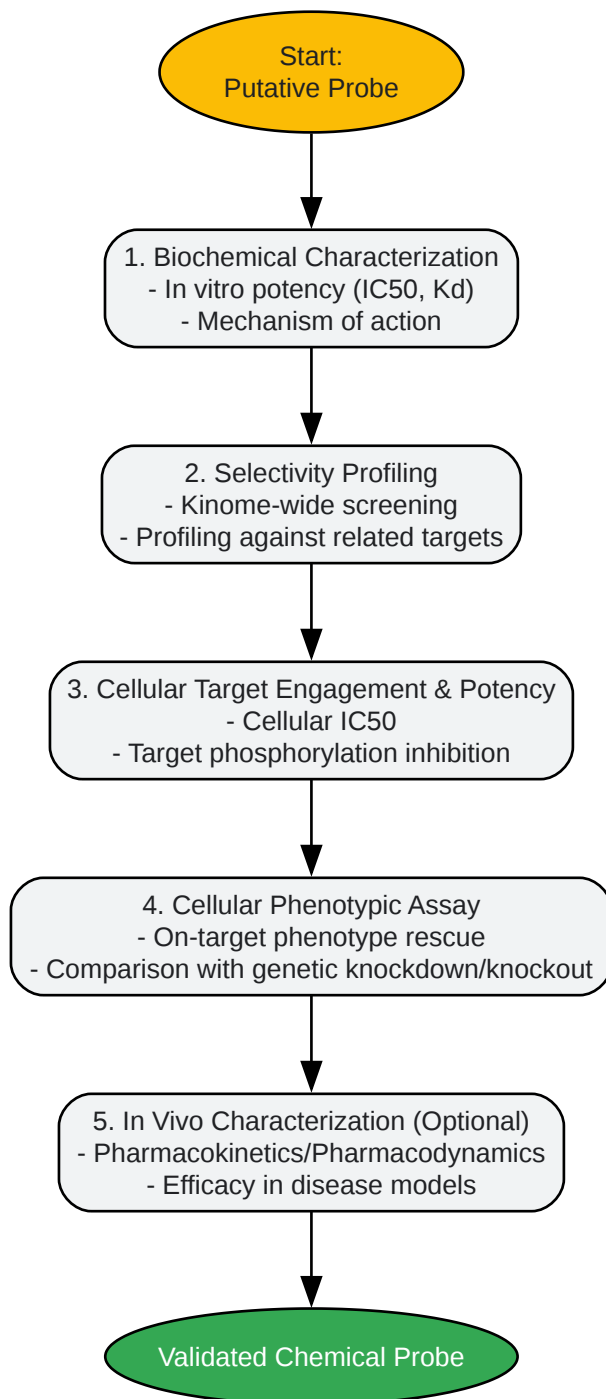 Start:
Putative Probe
1. Biochemical Characterization
- In vitro potency (IC50, Kd)
- Mechanism of action
2. Selectivity Profiling
- Kinome-wide screening
- Profiling against related targets
3. Cellular Target Engagement & Potency
- Cellular IC50
- Target phosphorylation inhibition
4. Cellular Phenotypic Assay
- On-target phenotype rescue
- Comparison with genetic knockdown/knockout
5. In Vivo Characterization (Optional)
- Pharmacokinetics/Pharmacodynamics
- Efficacy in disease models
Validated Chemical Probe